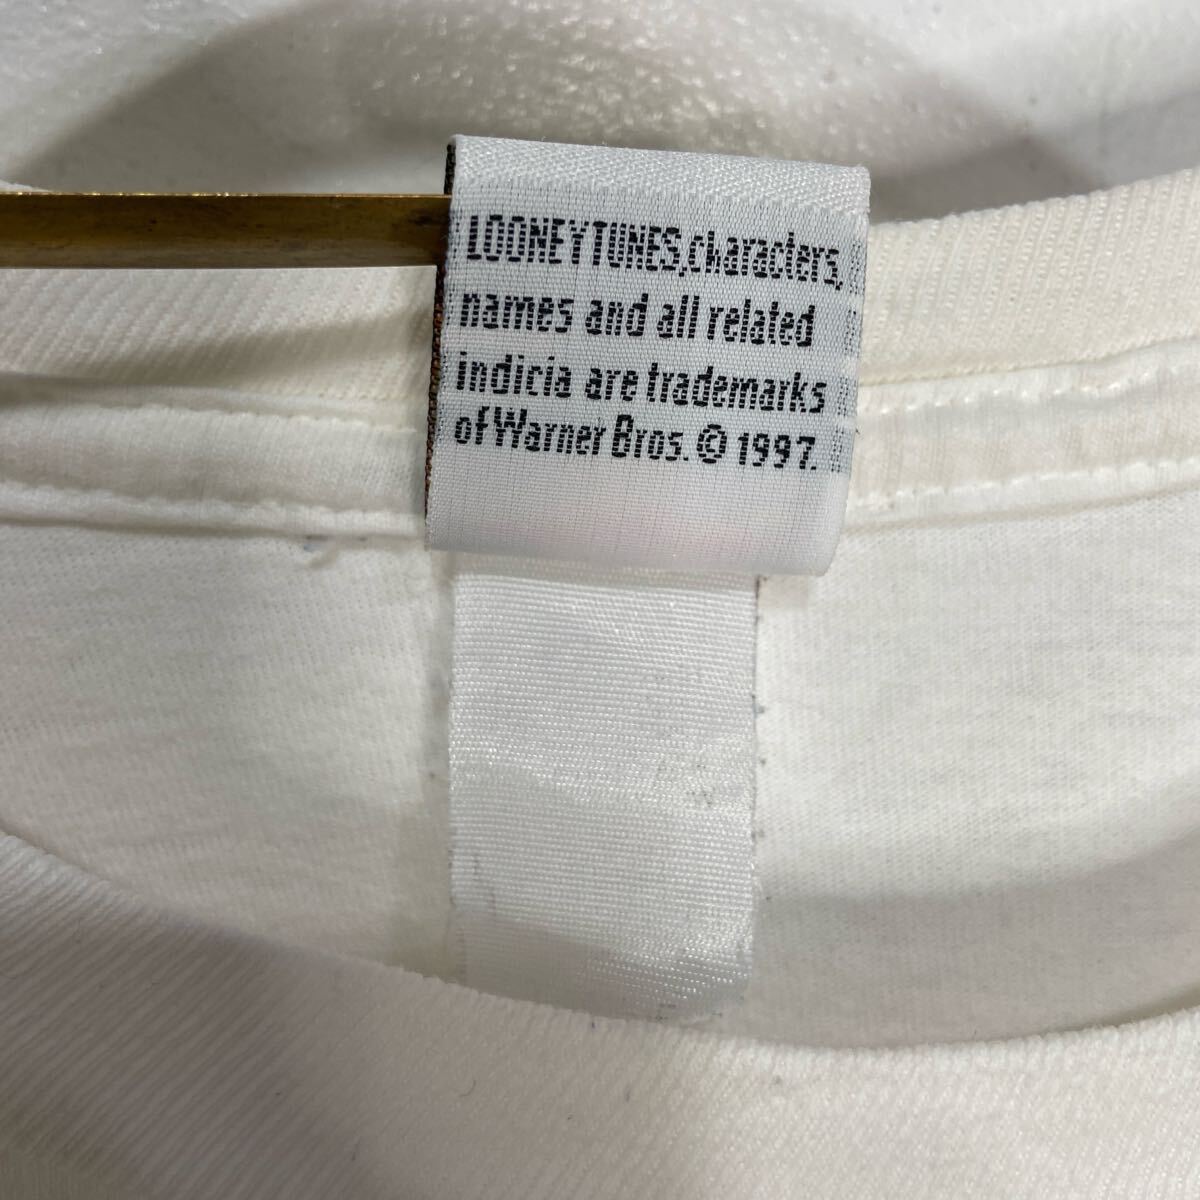 LOONEY TUNES, characters,
names and all related
indicia are trademarks
of Warner Bros. © 1997.